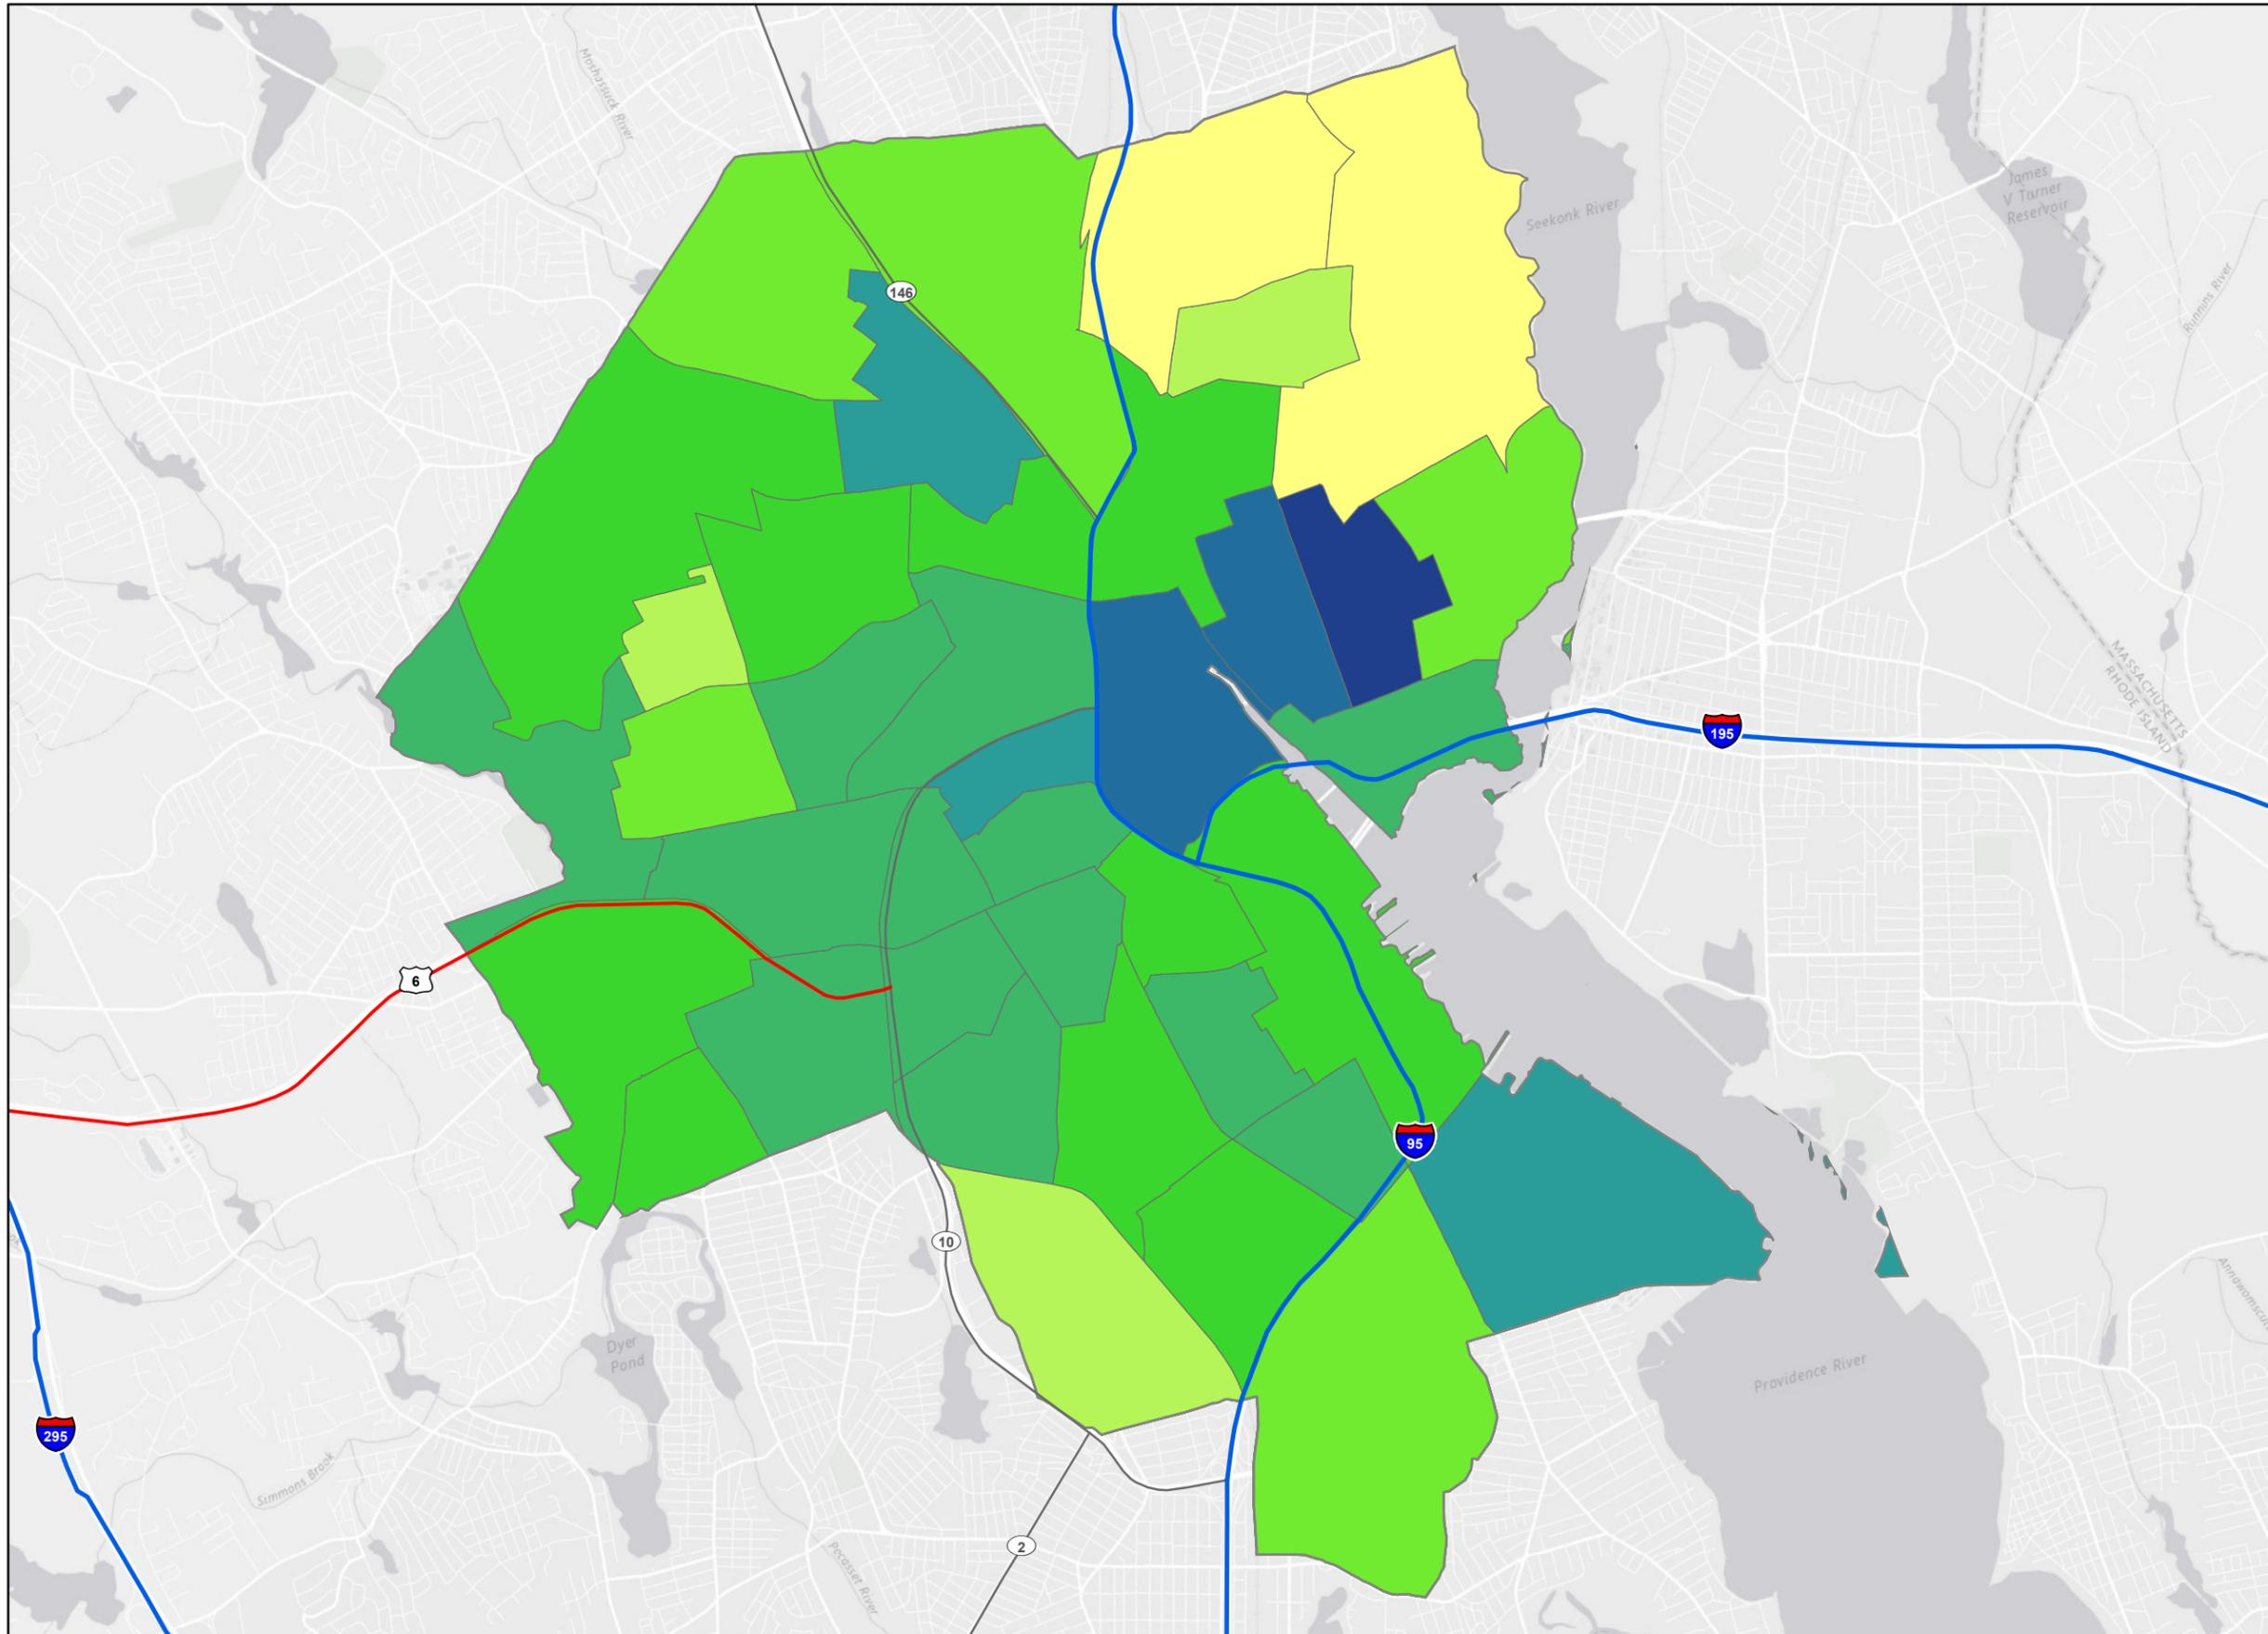 Moshassuck River
146
Seekonk River
James
V Turner
Reservoir
Runnins River
MASSACHUSETTS
RHODE ISLAND
195
6
95
10
Dyer
Pond
Providence River
295
Simmons Brook
2
Pocasset River